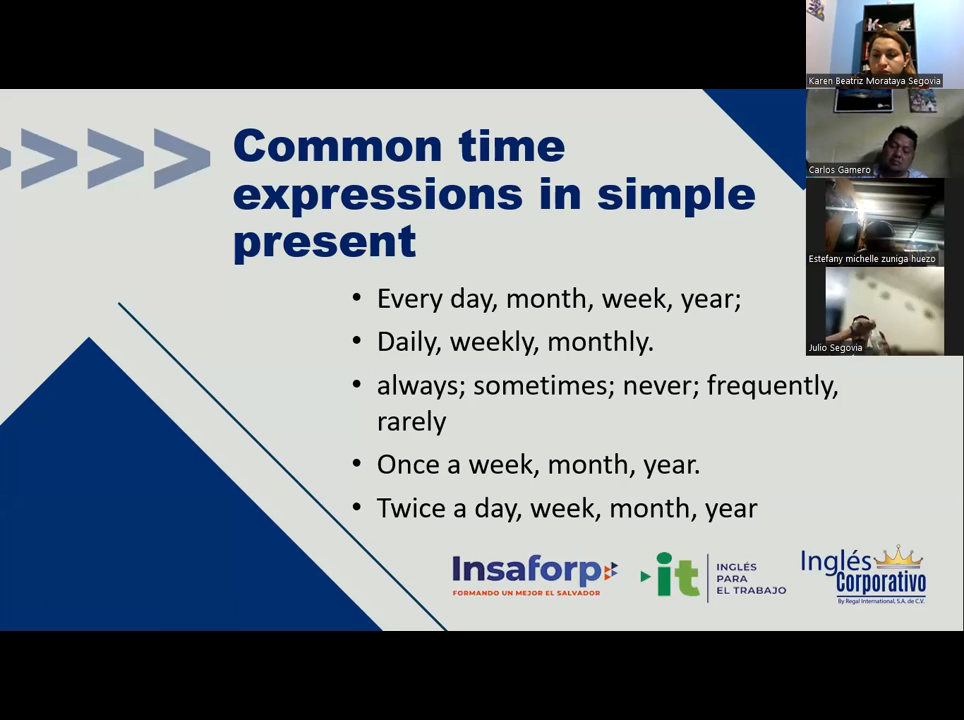 Common time
expressions in simple
present
• Every day, month, week, year;
• Daily, weekly, monthly.
• always; sometimes; never; frequently,
rarely
• Once a week, month, year.
• Twice a day, week, month, year
Insaforp
FORMANDO UN MEJOR EL SALVADOR
it
INGLÉS
PARA
EL TRABAJO
Inglés
Corporativo
By Regal International, S.A. de C.V.
Karen Beatriz Morataya Segovia
Carlos Gamero
Estefany michelle zuniga huezo
Julio Segovia